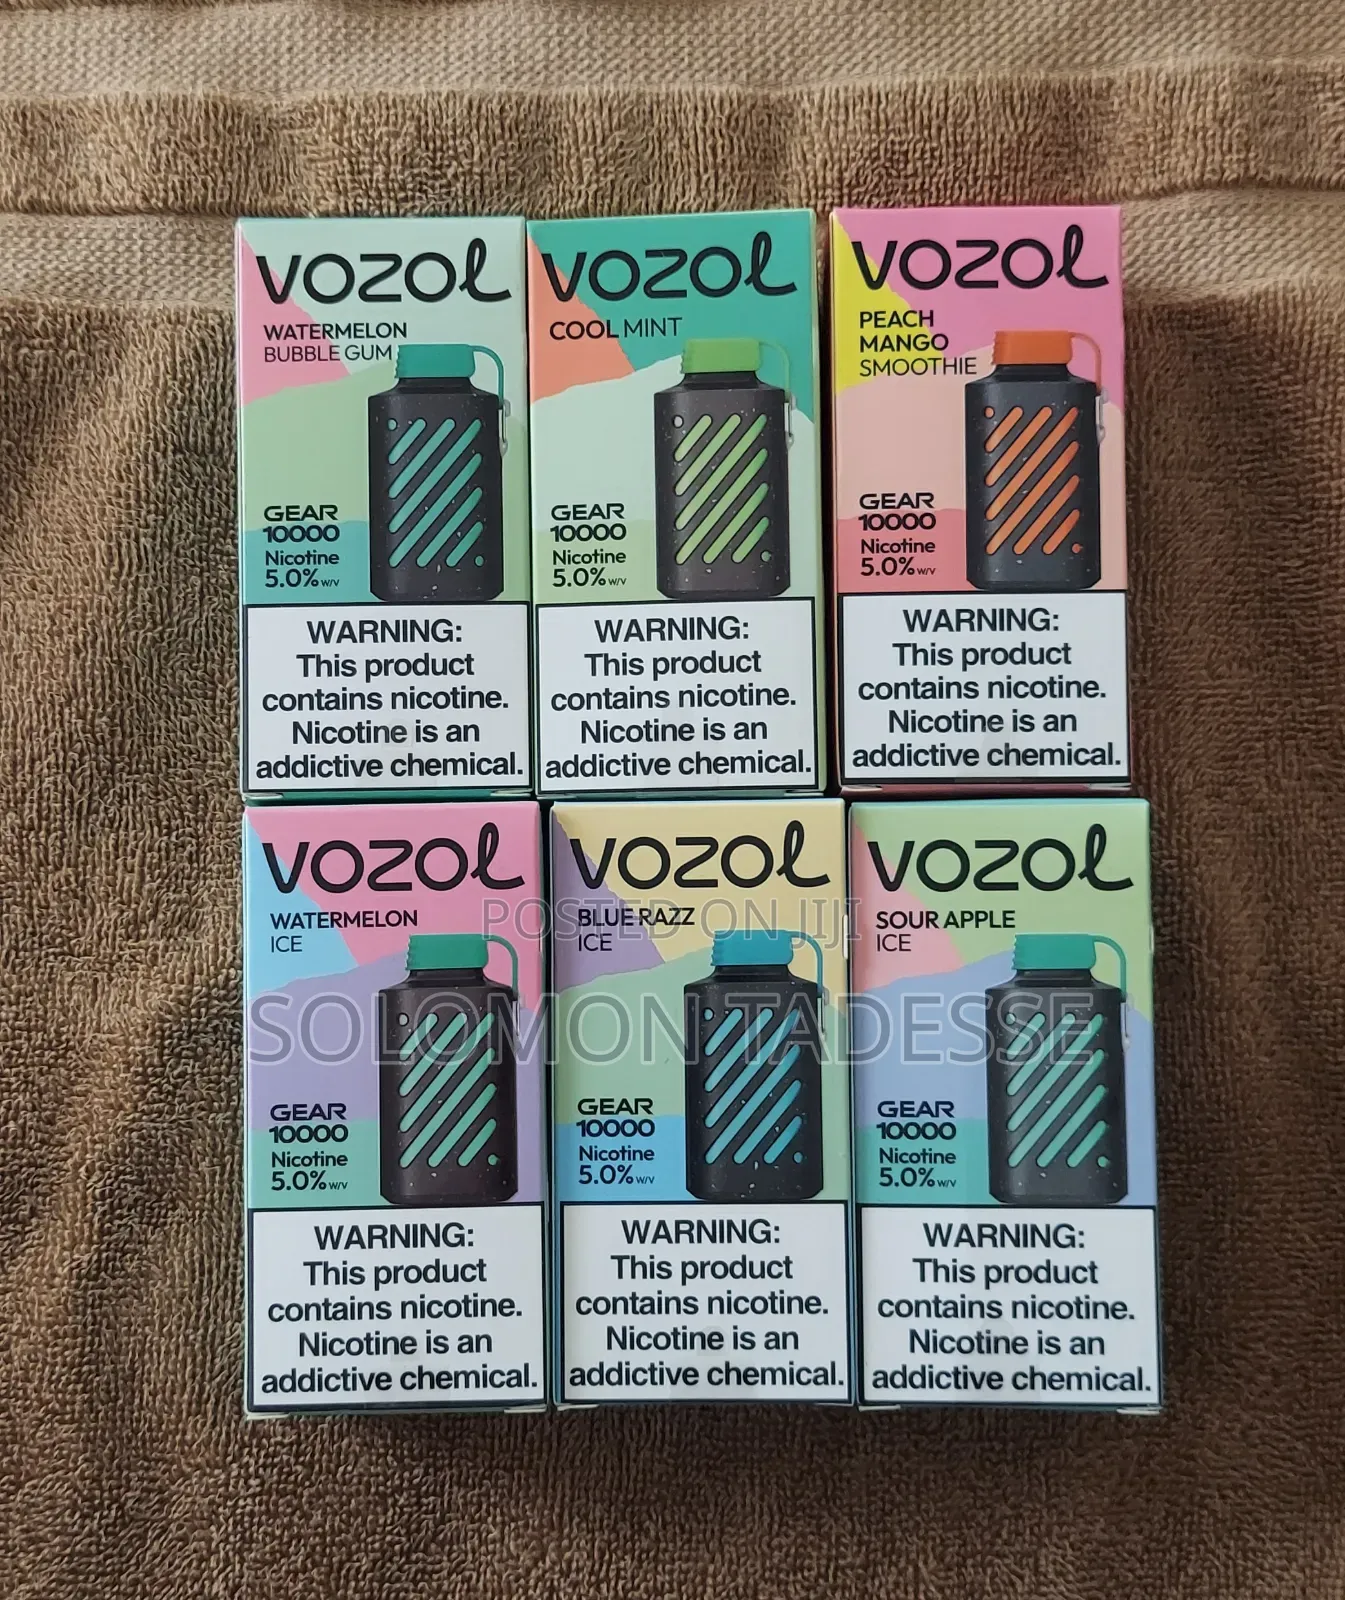 VOZOL
WATERMELON
BUBBLE GUM
GEAR
10000
Nicotine
5.0% W/V
WARNING:
This product
contains nicotine.
Nicotine is an
addictive chemical.
VOZOL
COOL MINT
GEAR
10000
Nicotine
5.0% W/V
WARNING:
This product
contains nicotine.
Nicotine is an
addictive chemical.
VOZOL
PEACH
MANGO
SMOOTHIE
GEAR
10000
Nicotine
5.0% W/V
WARNING:
This product
contains nicotine.
Nicotine is an
addictive chemical.
VOZOL
WATERMELON
ICE
GEAR
10000
Nicotine
5.0% W/V
WARNING:
This product
contains nicotine.
Nicotine is an
addictive chemical.
VOZOL
BLUE RAZZ
ICE
GEAR
10000
Nicotine
5.0% W/V
WARNING:
This product
contains nicotine.
Nicotine is an
addictive chemical.
VOZOL
SOUR APPLE
ICE
GEAR
10000
Nicotine
5.0% W/V
WARNING:
This product
contains nicotine.
Nicotine is an
addictive chemical.
POSTED ON JIJI
SOLOMON TADESSE